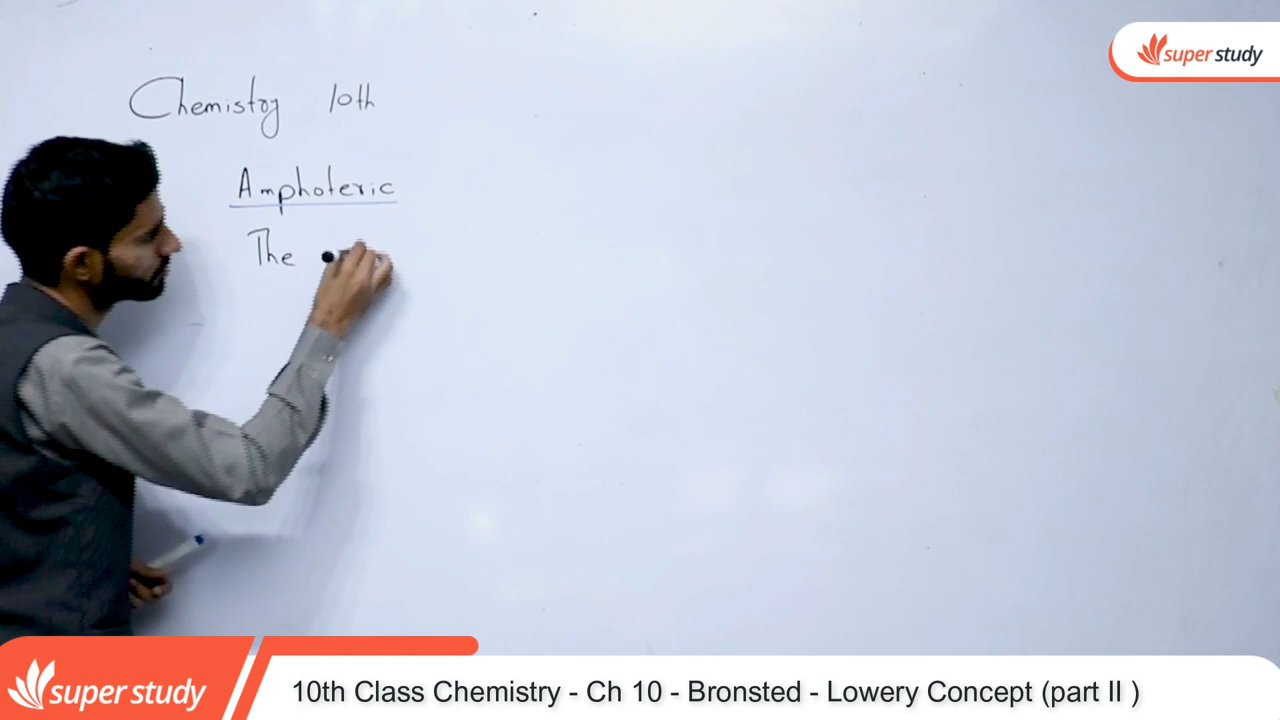 super study
Chemistry 10th
Amphoteric
The
super study
10th Class Chemistry - Ch 10 - Bronsted - Lowery Concept (part II )